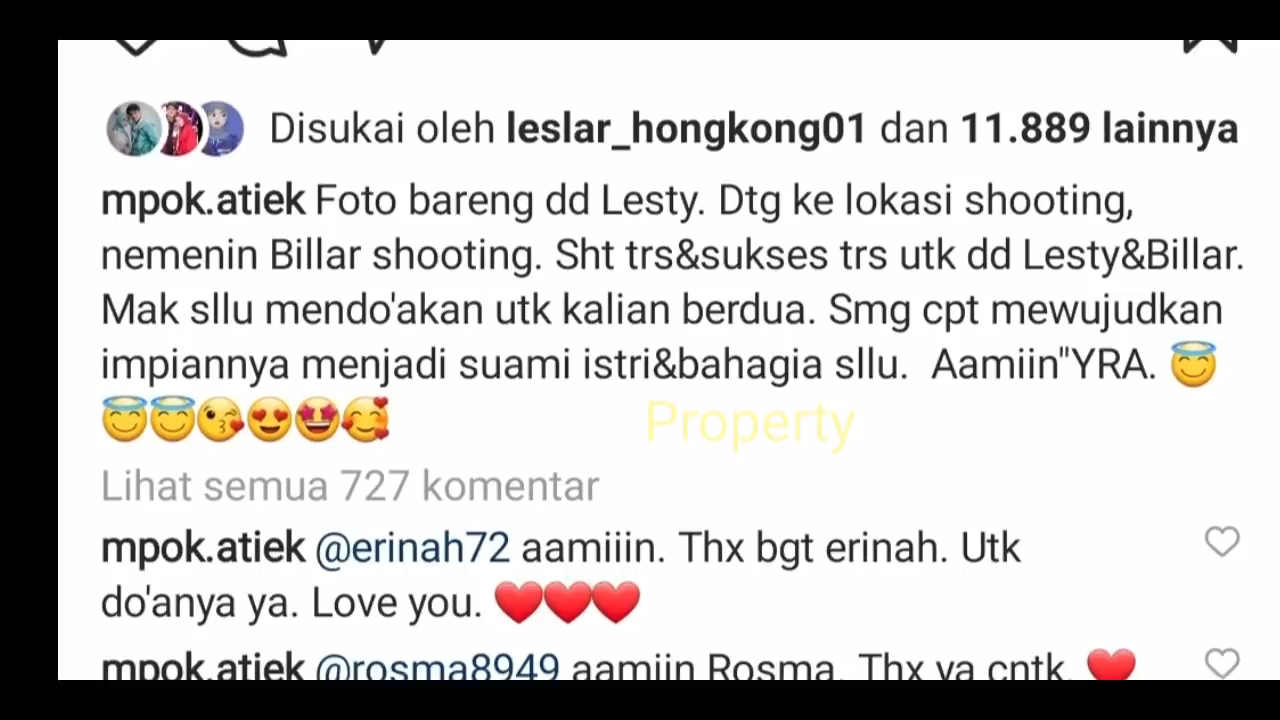 Disukai oleh leslar_hongkong01 dan 11.889 lainnya
mpok.atiek Foto bareng dd Lesty. Dtg ke lokasi shooting,
nemenin Billar shooting. Sht trs&sukses trs utk dd Lesty&Billar.
Mak sllu mendo'akan utk kalian berdua. Smg cpt mewujudkan
impiannya menjadi suami istri&bahagia sllu. Aamiin"YRA. 😇
😇😇😘😍🤩🥰
Property
Lihat semua 727 komentar
mpok.atiek @erinah72 aamiiin. Thx bgt erinah. Utk
do'anya ya. Love you. ❤️❤️❤️
mpok.atiek @rosma8949 aamiin Rosma. Thx ya cntk. ❤️